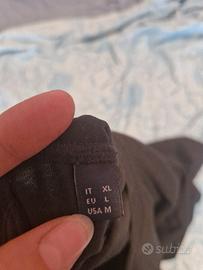 IT XL
EU L
USA M
subito